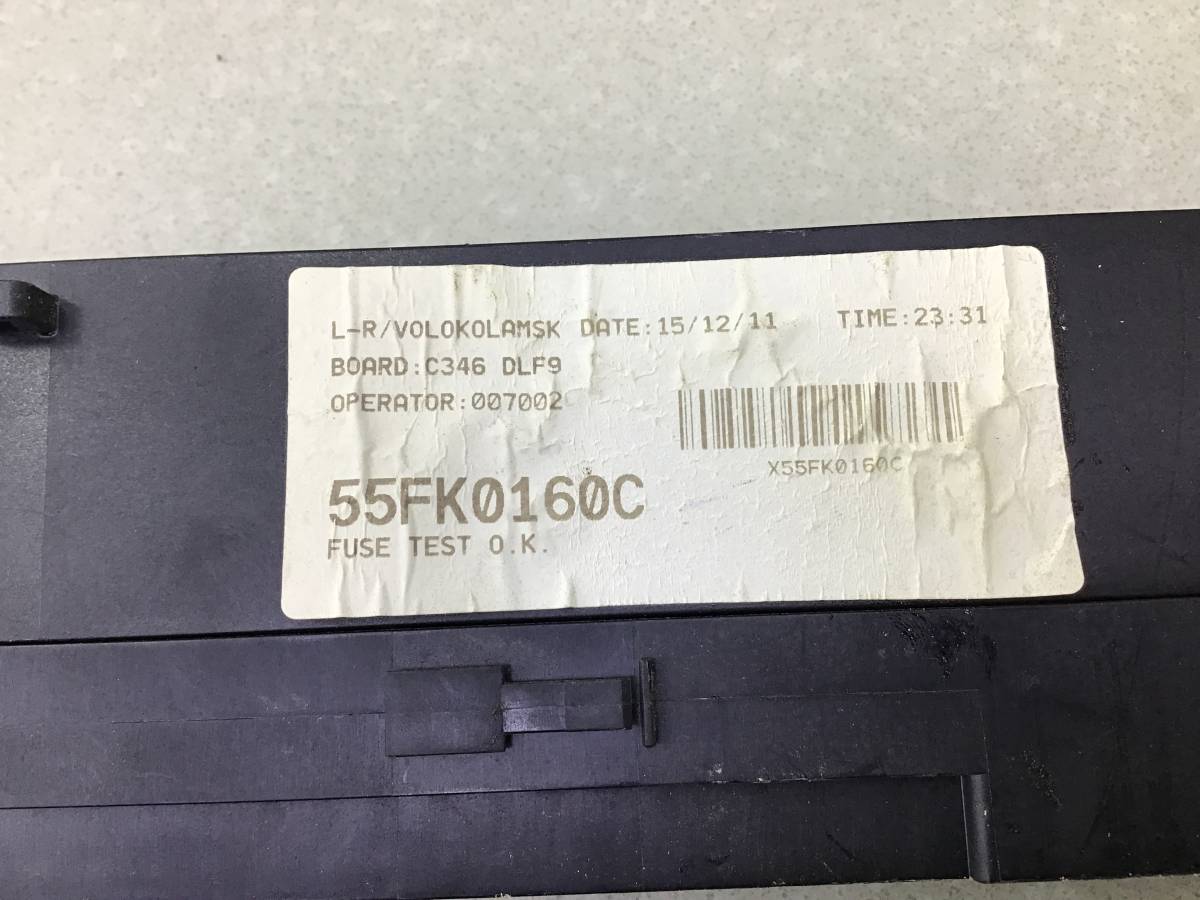 L-R/VOLOKOLAMSK DATE:15/12/11 TIME:23:31
BOARD:C346 DLF9
OPERATOR:007002
X55FK0160C
55FK0160C
FUSE TEST O.K.